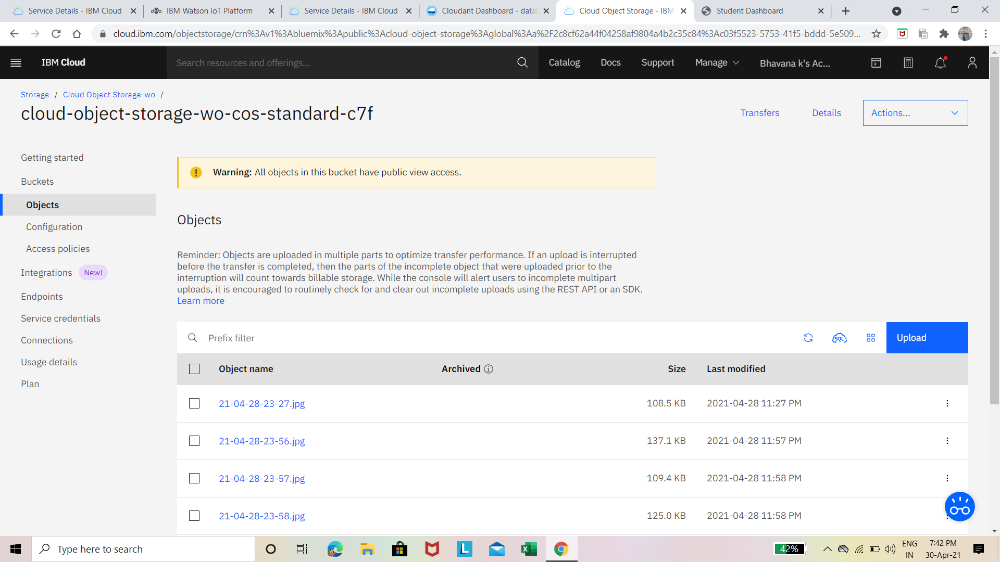 Service Details - IBM Cloud
IBM Watson IoT Platform
Service Details - IBM Cloud
Cloudant Dashboard - data
Cloud Object Storage - IBM
Student Dashboard
cloud.ibm.com/objectstorage/crn%3Av1%3Abluemix%3Apublic%3Acloud-object-storage%3Aglobal%3Aa%2F2c8cf62a44f04258af9804a4b2c35c84%3Ac03f5523-5753-41f5-bddd-5e509...
IBM Cloud
Search resources and offerings...
Catalog
Docs
Support
Manage
Bhavana k's Ac...
Storage / Cloud Object Storage-wo /
cloud-object-storage-wo-cos-standard-c7f
Transfers
Details
Actions...
Getting started
Buckets
Objects
Configuration
Access policies
Integrations New!
Endpoints
Service credentials
Connections
Usage details
Plan
Warning: All objects in this bucket have public view access.
Objects
Reminder: Objects are uploaded in multiple parts to optimize transfer performance. If an upload is interrupted
before the transfer is completed, then the parts of the incomplete object that were uploaded prior to the
interruption will count towards billable storage. While the console will alert users to incomplete multipart
uploads, it is encouraged to routinely check for and clear out incomplete uploads using the REST API or an SDK.
Learn more
Prefix filter
SQL
Upload
Object name Archived Size Last modified
21-04-28-23-27.jpg 108.5 KB 2021-04-28 11:27 PM
21-04-28-23-56.jpg 137.1 KB 2021-04-28 11:57 PM
21-04-28-23-57.jpg 109.4 KB 2021-04-28 11:58 PM
21-04-28-23-58.jpg 125.0 KB 2021-04-28 11:58 PM
Type here to search
L
42%
ENG
IN
7:42 PM
30-Apr-21